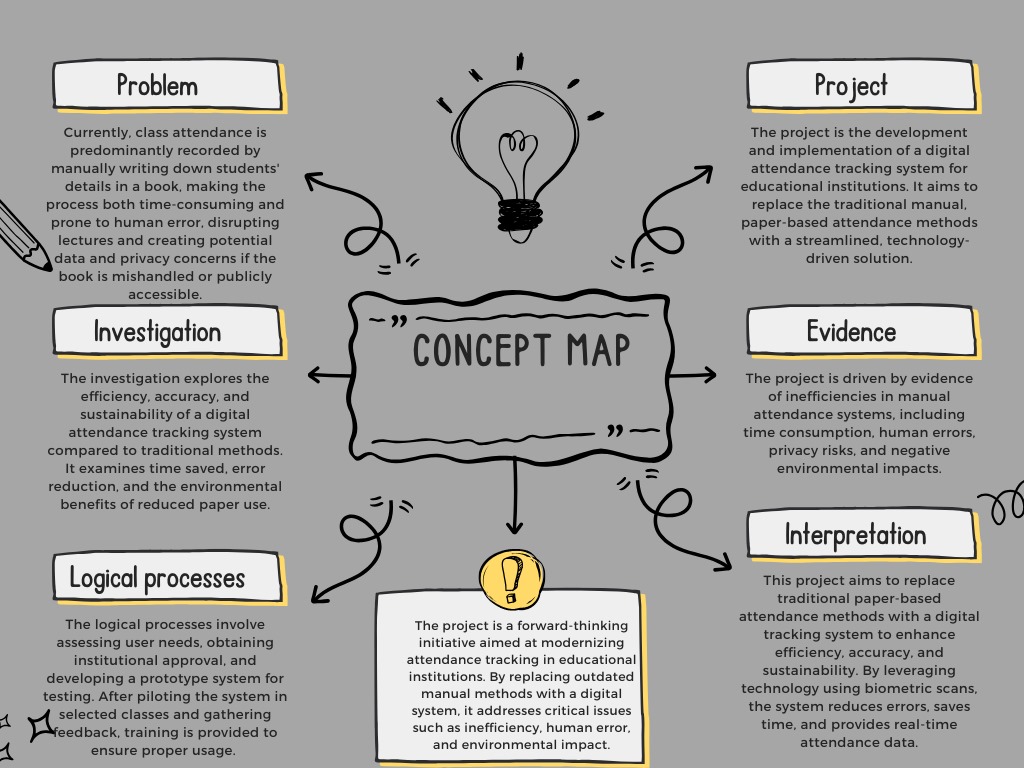 Problem
Currently, class attendance is
predominantly recorded by
manually writing down students'
details in a book, making the
process both time-consuming and
prone to human error, disrupting
lectures and creating potential
data and privacy concerns if the
book is mishandled or publicly
accessible.
Investigation
The investigation explores the
efficiency, accuracy, and
sustainability of a digital
attendance tracking system
compared to traditional methods.
It examines time saved, error
reduction, and the environmental
benefits of reduced paper use.
Logical processes
The logical processes involve
assessing user needs, obtaining
institutional approval, and
developing a prototype system for
testing. After piloting the system in
selected classes and gathering
feedback, training is provided to
ensure proper usage.
CONCEPT MAP
The project is a forward-thinking
initiative aimed at modernizing
attendance tracking in educational
institutions. By replacing outdated
manual methods with a digital
system, it addresses critical issues
such as inefficiency, human error,
and environmental impact.
Project
The project is the development
and implementation of a digital
attendance tracking system for
educational institutions. It aims to
replace the traditional manual,
paper-based attendance methods
with a streamlined, technology-
driven solution.
Evidence
The project is driven by evidence
of inefficiencies in manual
attendance systems, including
time consumption, human errors,
privacy risks, and negative
environmental impacts.
Interpretation
This project aims to replace
traditional paper-based
attendance methods with a digital
tracking system to enhance
efficiency, accuracy, and
sustainability. By leveraging
technology using biometric scans,
the system reduces errors, saves
time, and provides real-time
attendance data.